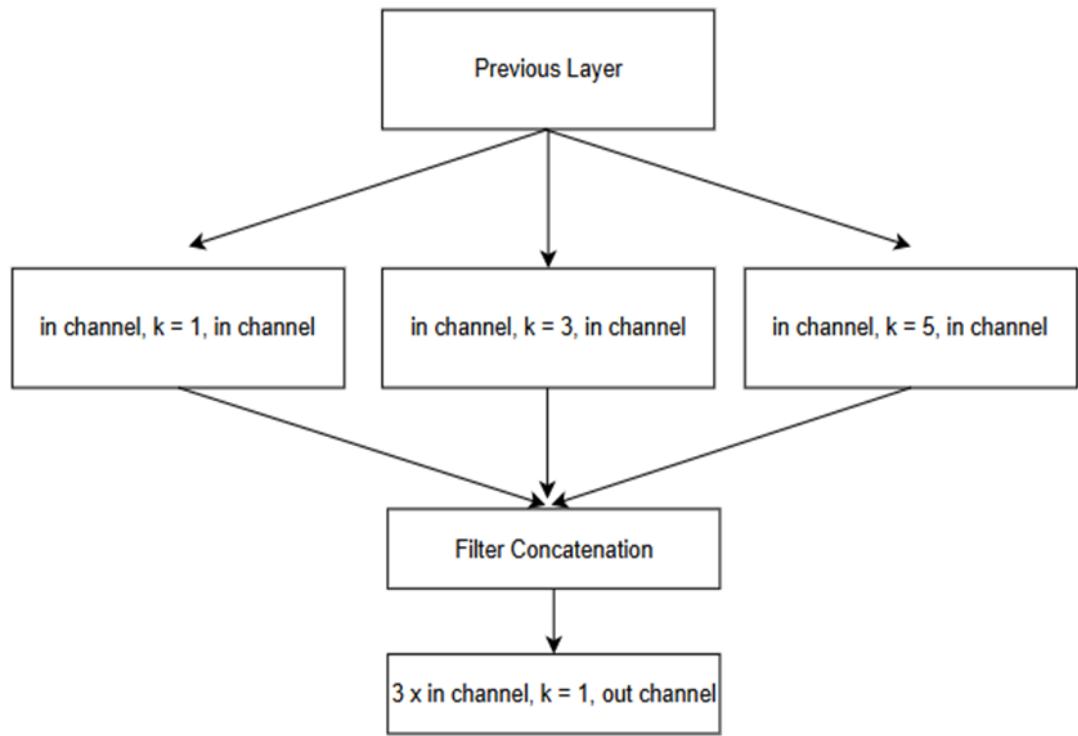 Previous Layer
in channel, k = 1, in channel
in channel, k = 3, in channel
in channel, k = 5, in channel
Filter Concatenation
3 x in channel, k = 1, out channel